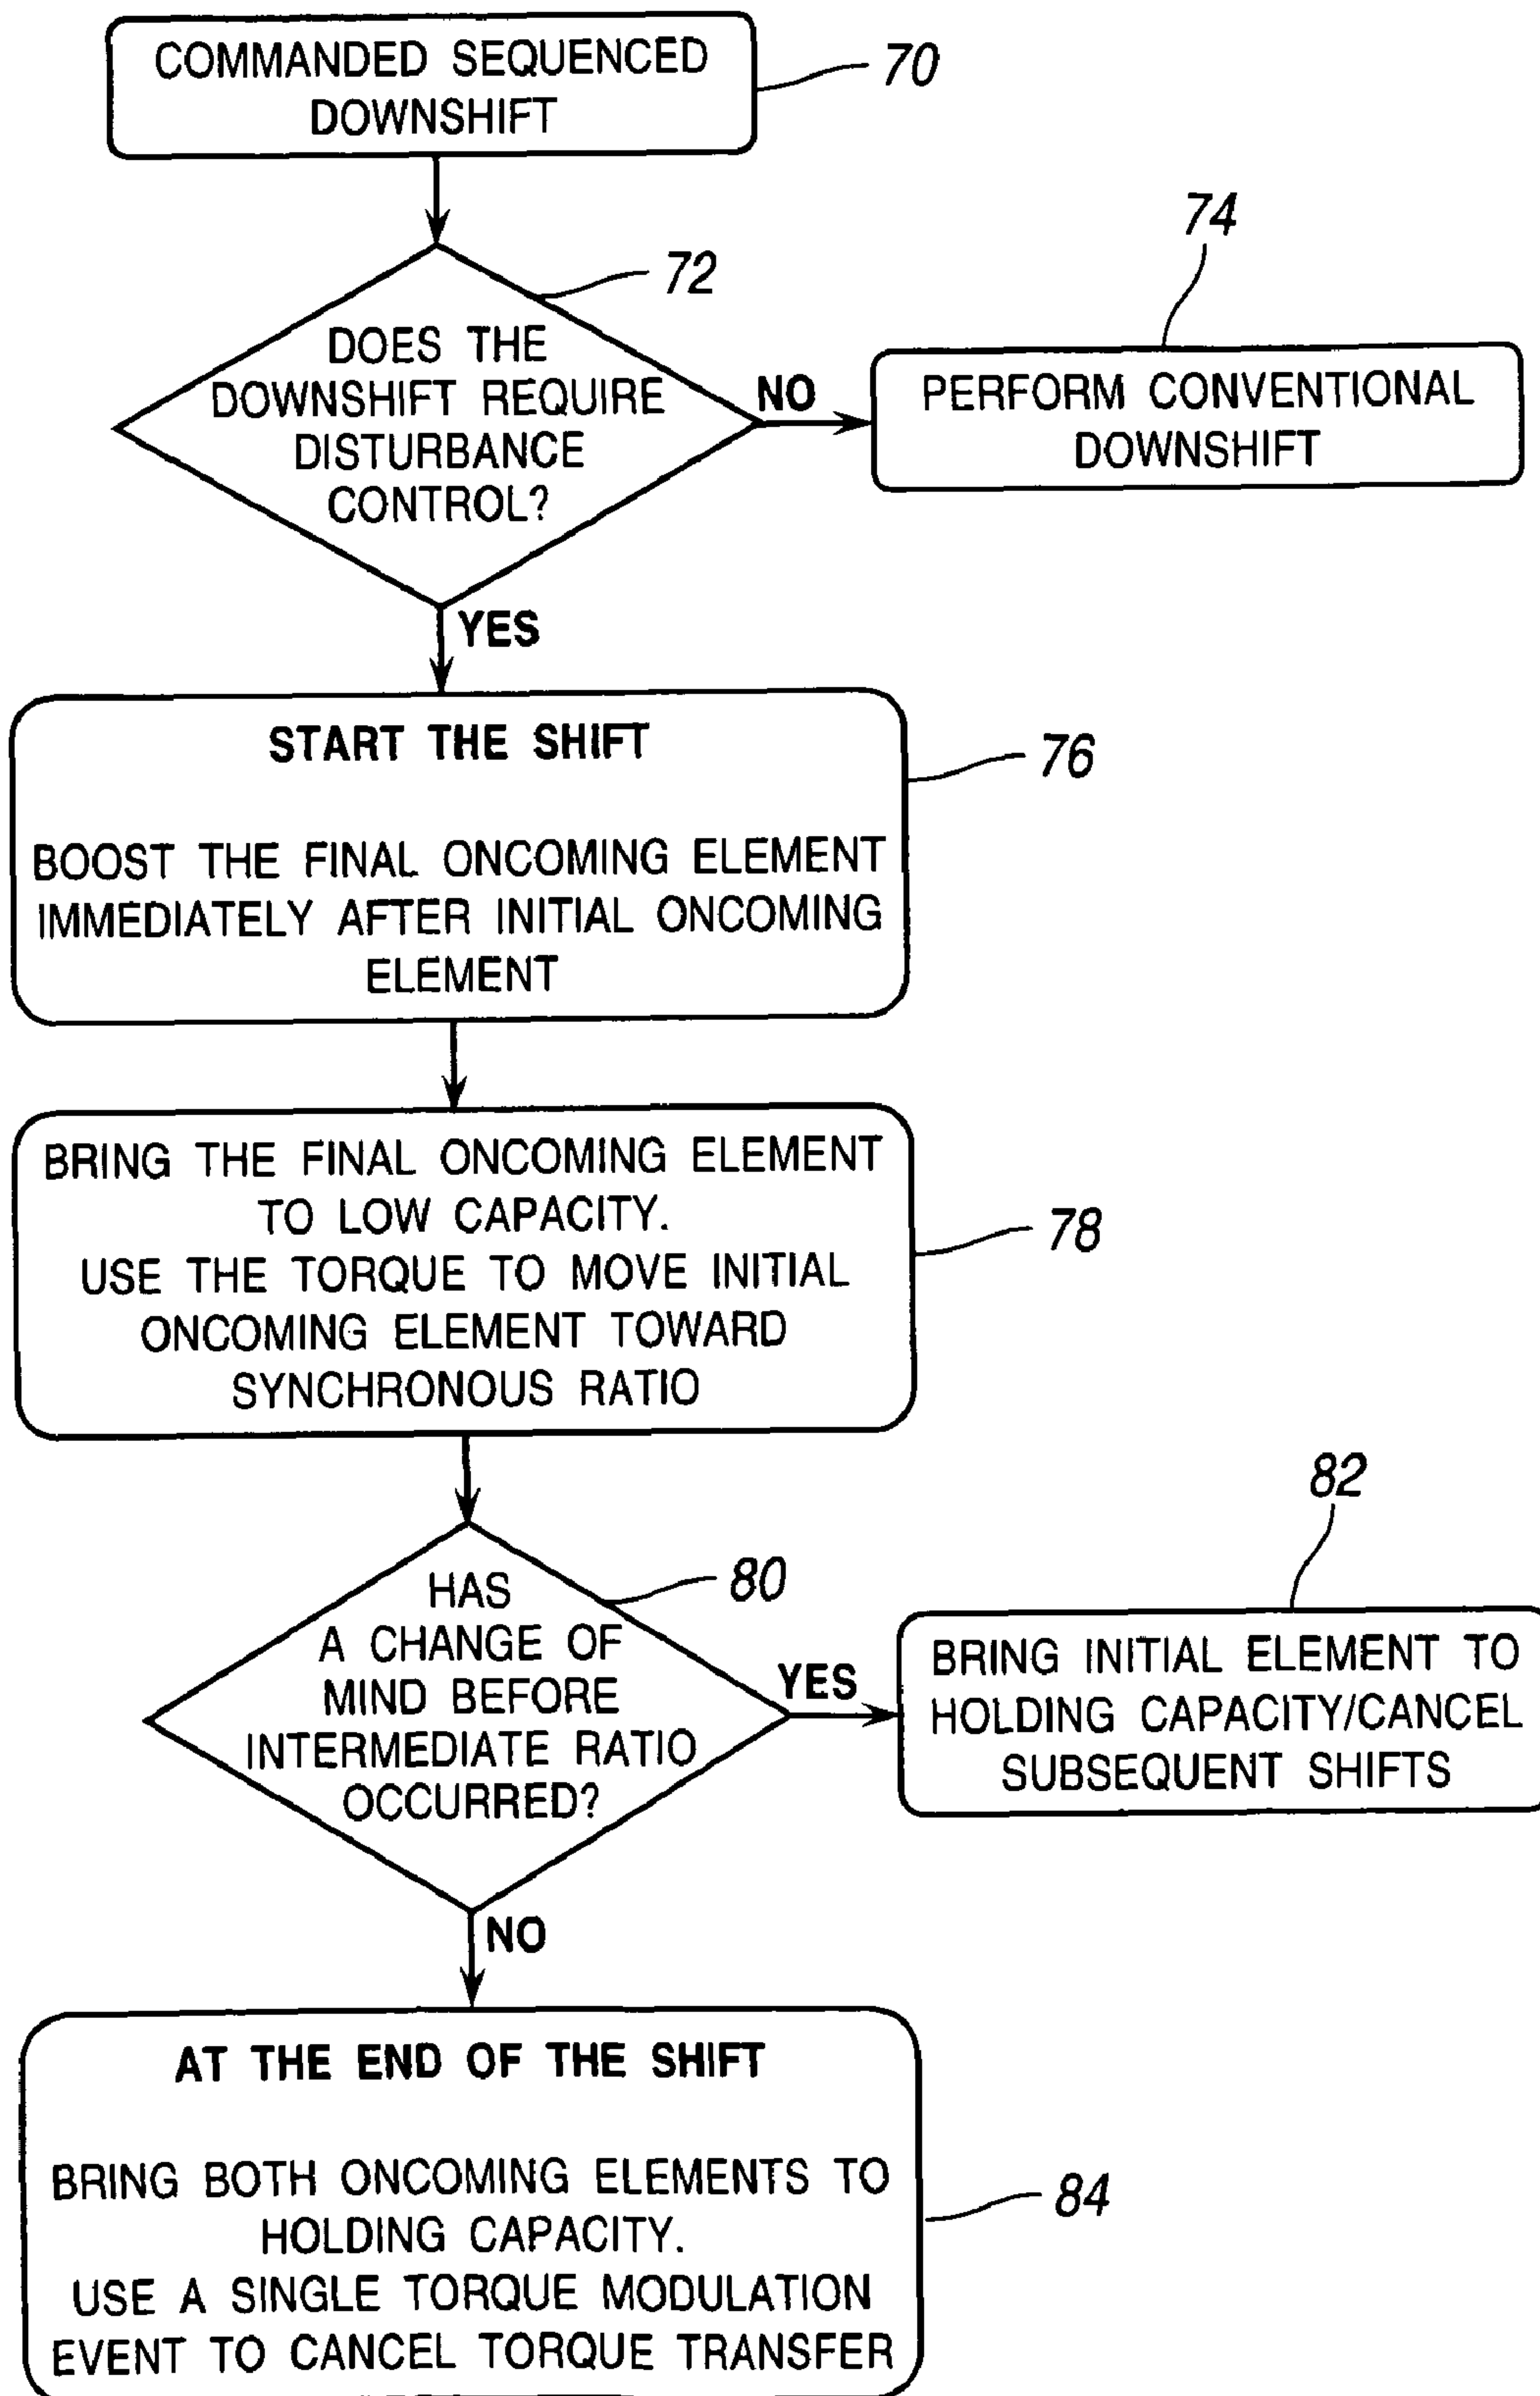 COMMANDED SEQUENCED
DOWNSHIFT
70
72
74
DOES THE
DOWNSHIFT REQUIRE
DISTURBANCE
CONTROL?
NO
PERFORM CONVENTIONAL
DOWNSHIFT
YES
START THE SHIFT
76
BOOST THE FINAL ONCOMING ELEMENT
IMMEDIATELY AFTER INITIAL ONCOMING
ELEMENT
BRING THE FINAL ONCOMING ELEMENT
TO LOW CAPACITY.
USE THE TORQUE TO MOVE INITIAL
ONCOMING ELEMENT TOWARD
SYNCHRONOUS RATIO
78
80
82
HAS
A CHANGE OF
MIND BEFORE
INTERMEDIATE RATIO
OCCURRED?
YES
BRING INITIAL ELEMENT TO
HOLDING CAPACITY/CANCEL
SUBSEQUENT SHIFTS
NO
AT THE END OF THE SHIFT
BRING BOTH ONCOMING ELEMENTS TO
HOLDING CAPACITY.
USE A SINGLE TORQUE MODULATION
EVENT TO CANCEL TORQUE TRANSFER
84